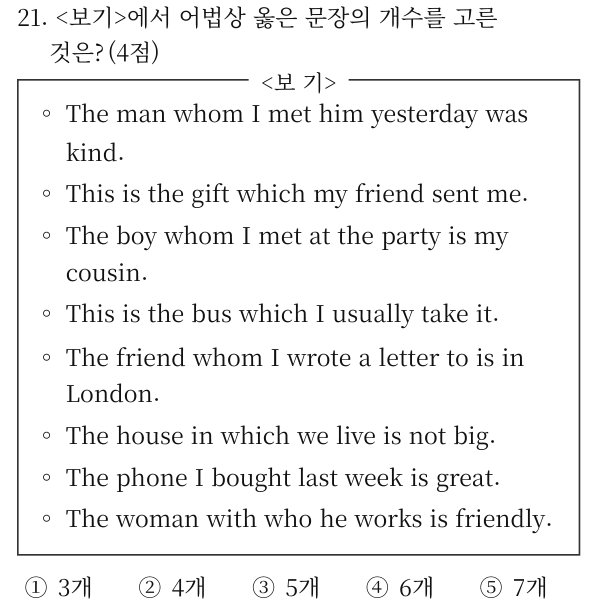 21. <보기>에서 어법상 옳은 문장의 개수를 고른
것은?(4점)
<보 기>
◦ The man whom I met him yesterday was
kind.
◦ This is the gift which my friend sent me.
◦ The boy whom I met at the party is my
cousin.
◦ This is the bus which I usually take it.
◦ The friend whom I wrote a letter to is in
London.
◦ The house in which we live is not big.
◦ The phone I bought last week is great.
◦ The woman with who he works is friendly.
① 3개 ② 4개 ③ 5개 ④ 6개 ⑤ 7개